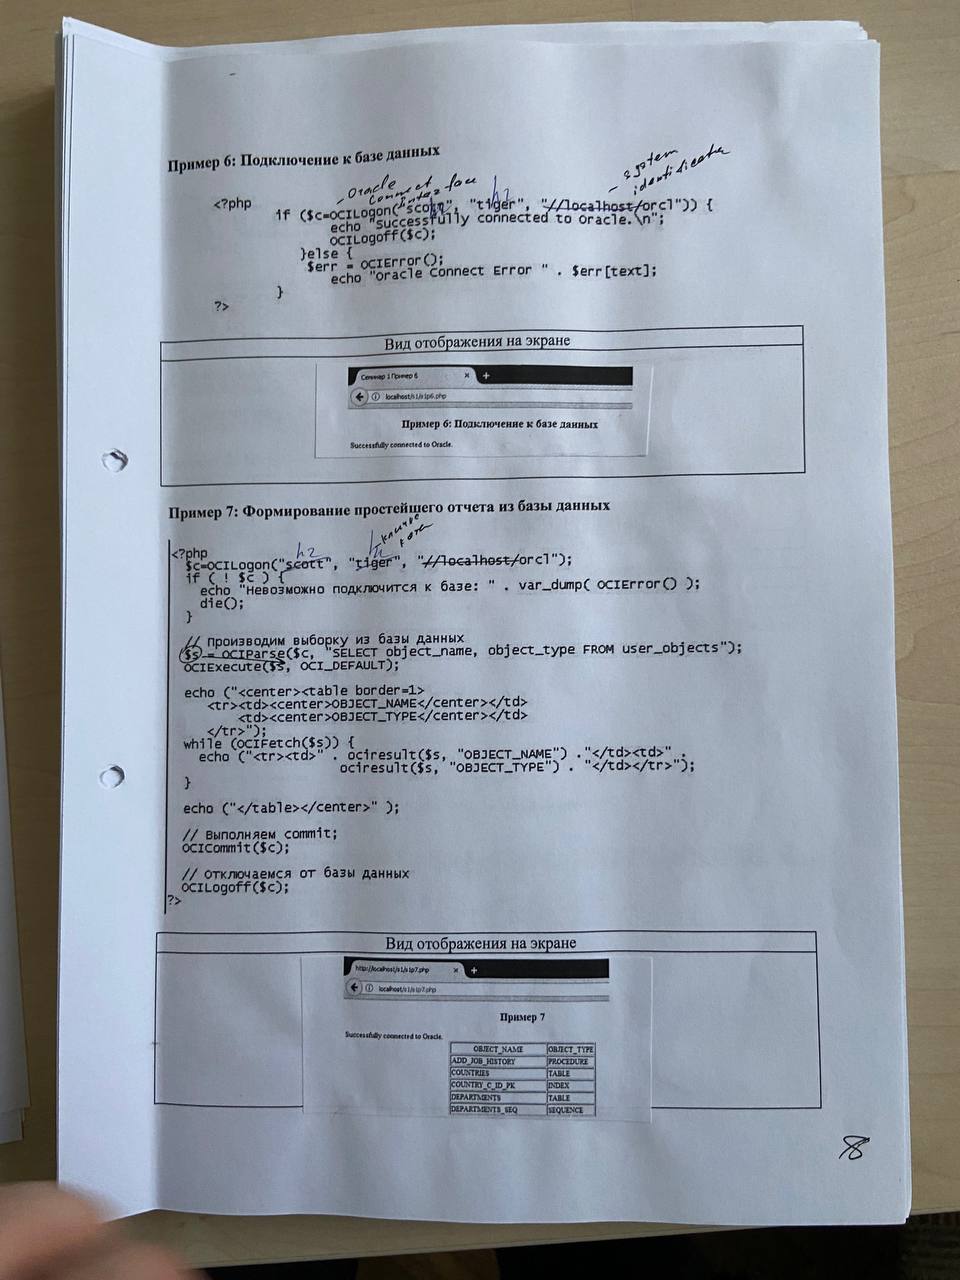 Пример 6: Подключение к базе данных
- Oracle
Connect
Interface
- system
identificator
<?php
if ($c=OCILogon("scott", "tiger", "//localhost/orcl")) {
h2
echo "Successfully connected to Oracle.\n";
OCILogoff($c);
}else {
$err = OCIError();
echo "Oracle Connect Error " . $err[text];
}
?>
Вид отображения на экране
Семинар 1 Пример 6 × +
localhost/s1/s1p6.php
Пример 6: Подключение к базе данных
Successfully connected to Oracle.
Пример 7: Формирование простейшего отчета из базы данных
<?php
h2
$c=OCILogon("scott", "tiger", "//localhost/orcl");
if ( ! $c ) {
echo "Невозможно подключится к базе: " . var_dump( OCIError() );
die();
}
// Производим выборку из базы данных
$s = OCIParse($c, "SELECT object_name, object_type FROM user_objects");
OCIExecute($s, OCI_DEFAULT);
echo ("<center><table border=1>
<tr><td><center>OBJECT_NAME</center></td>
<td><center>OBJECT_TYPE</center></td>
</tr>");
while (OCIFetch($s)) {
echo ("<tr><td>" . ociresult($s, "OBJECT_NAME") ."</td><td>" .
ociresult($s, "OBJECT_TYPE") . "</td></tr>");
}
echo ("</table></center>" );
// Выполняем commit;
OCICommit($c);
// Отключаемся от базы данных
OCILogoff($c);
?>
Вид отображения на экране
http://localhost/s1/s1p7.php × +
localhost/s1/s1p7.php
Пример 7
Successfully connected to Oracle.
OBJECT_NAME OBJECT_TYPE
ADD_JOB_HISTORY PROCEDURE
COUNTRIES TABLE
COUNTRY_C_ID_PK INDEX
DEPARTMENTS TABLE
DEPARTMENTS_SEQ SEQUENCE
8